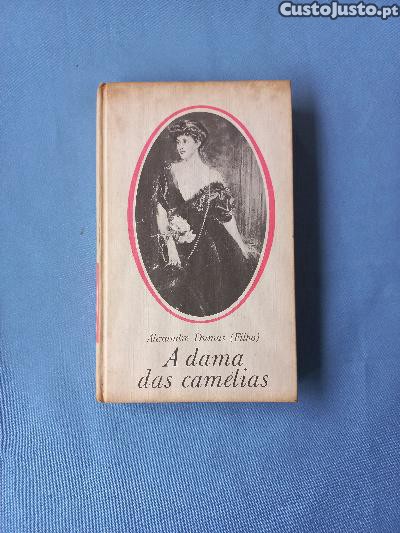 CustoJusto.pt
Alexandre Dumas (Filho)
A dama
das camélias